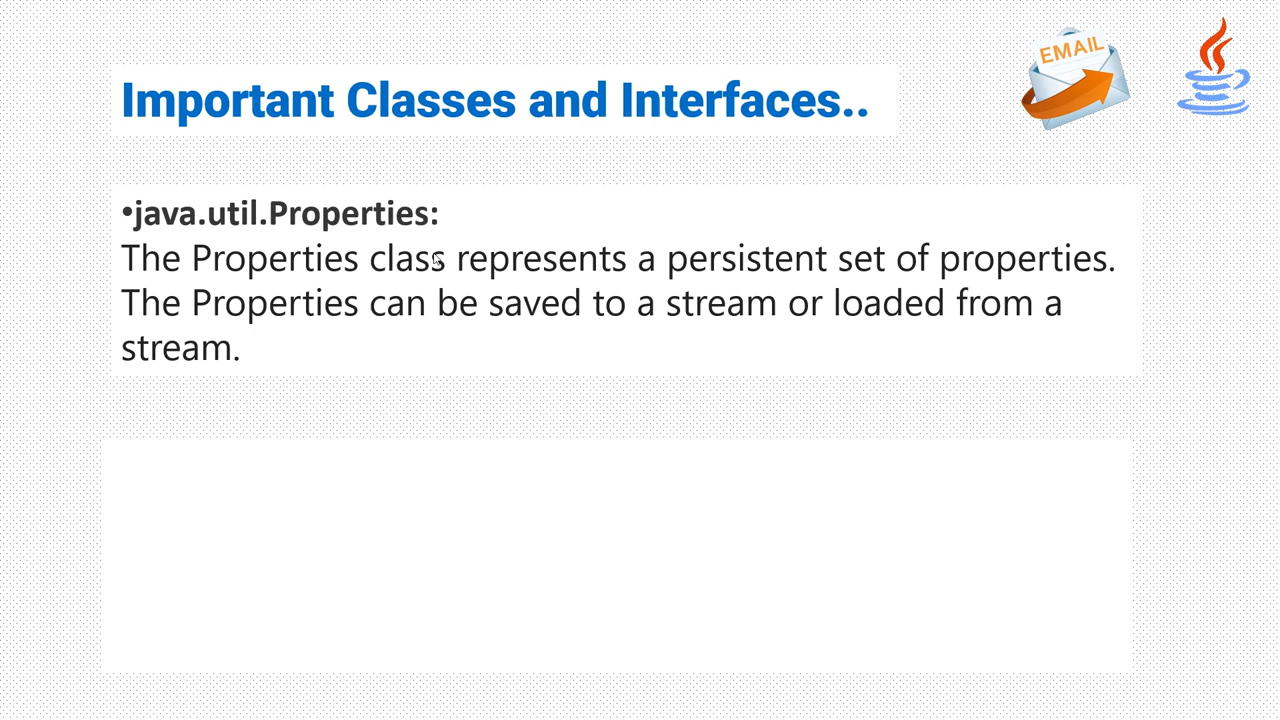 EMAIL
Important Classes and Interfaces..
•java.util.Properties:
The Properties class represents a persistent set of properties.
The Properties can be saved to a stream or loaded from a
stream.